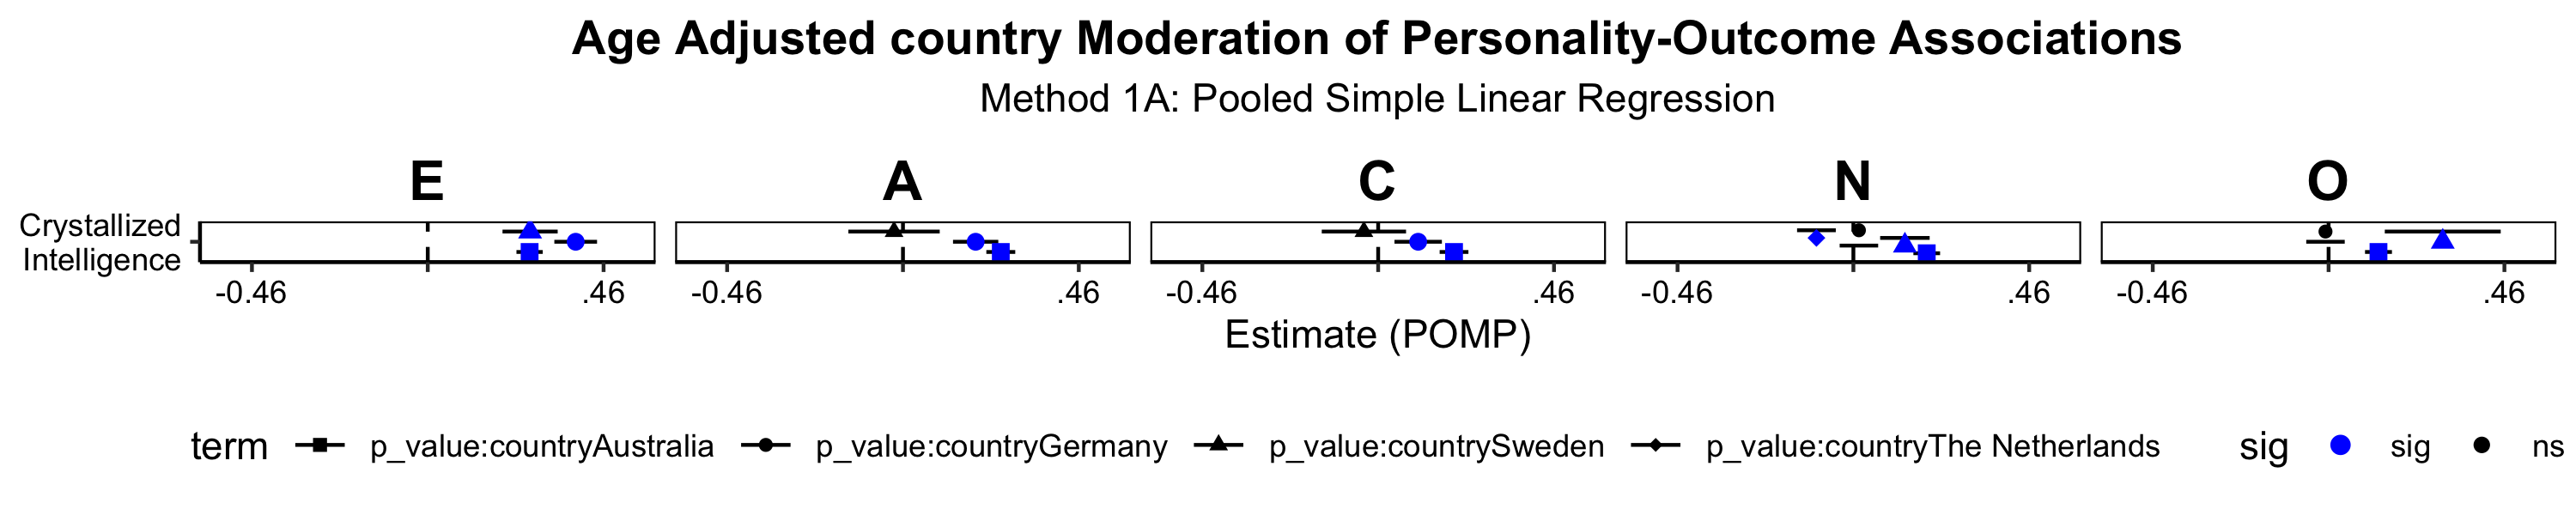 Age Adjusted country Moderation of Personality-Outcome Associations
Method 1A: Pooled Simple Linear Regression
E A C N O
Crystallized
Intelligence
-0.46 .46 -0.46 .46 -0.46 .46 -0.46 .46 -0.46 .46
Estimate (POMP)
term p_value:countryAustralia p_value:countryGermany p_value:countrySweden p_value:countryThe Netherlands sig sig ns